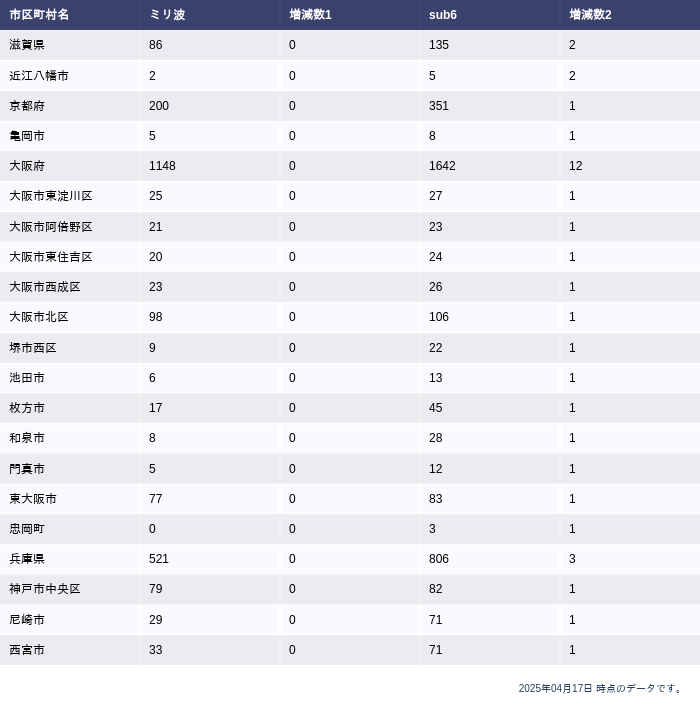 市区町村名 ミリ波 増減数1 sub6 増減数2
滋賀県 86 0 135 2
近江八幡市 2 0 5 2
京都府 200 0 351 1
亀岡市 5 0 8 1
大阪府 1148 0 1642 12
大阪市東淀川区 25 0 27 1
大阪市阿倍野区 21 0 23 1
大阪市東住吉区 20 0 24 1
大阪市西成区 23 0 26 1
大阪市北区 98 0 106 1
堺市西区 9 0 22 1
池田市 6 0 13 1
枚方市 17 0 45 1
和泉市 8 0 28 1
門真市 5 0 12 1
東大阪市 77 0 83 1
忠岡町 0 0 3 1
兵庫県 521 0 806 3
神戸市中央区 79 0 82 1
尼崎市 29 0 71 1
西宮市 33 0 71 1
2025年04月17日 時点のデータです。